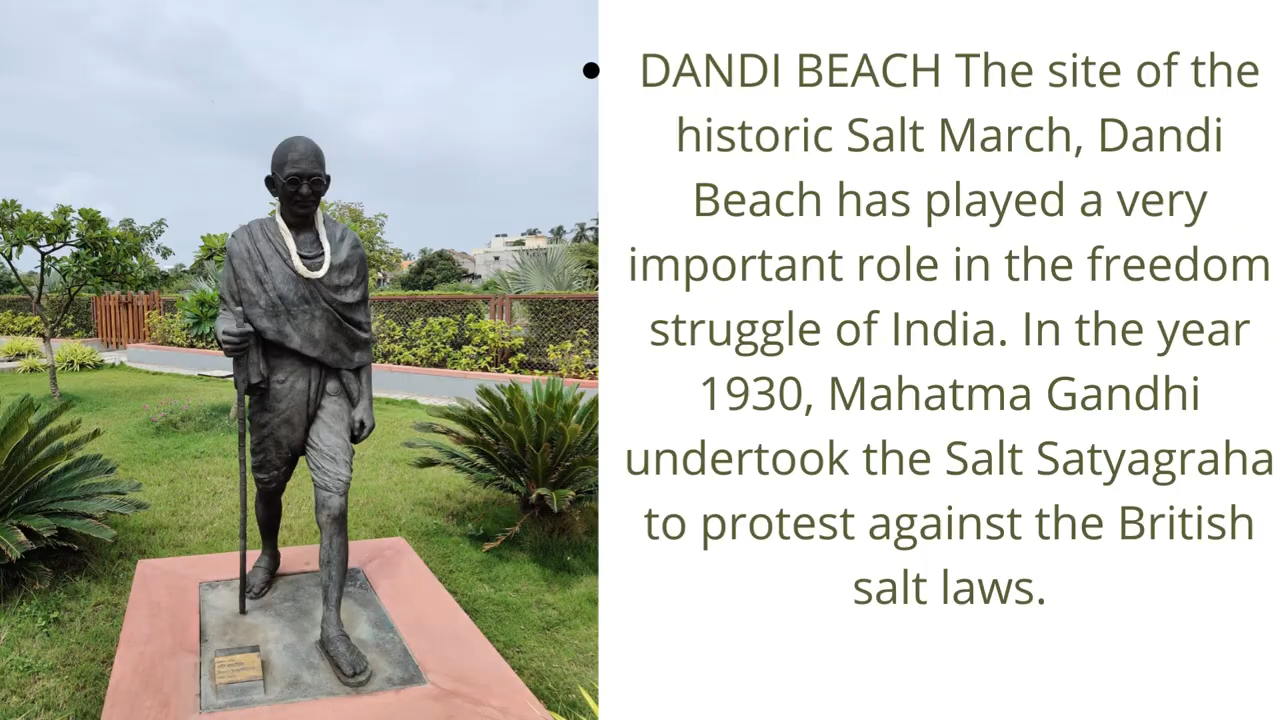 DANDI BEACH The site of the
historic Salt March, Dandi
Beach has played a very
important role in the freedom
struggle of India. In the year
1930, Mahatma Gandhi
undertook the Salt Satyagraha
to protest against the British
salt laws.